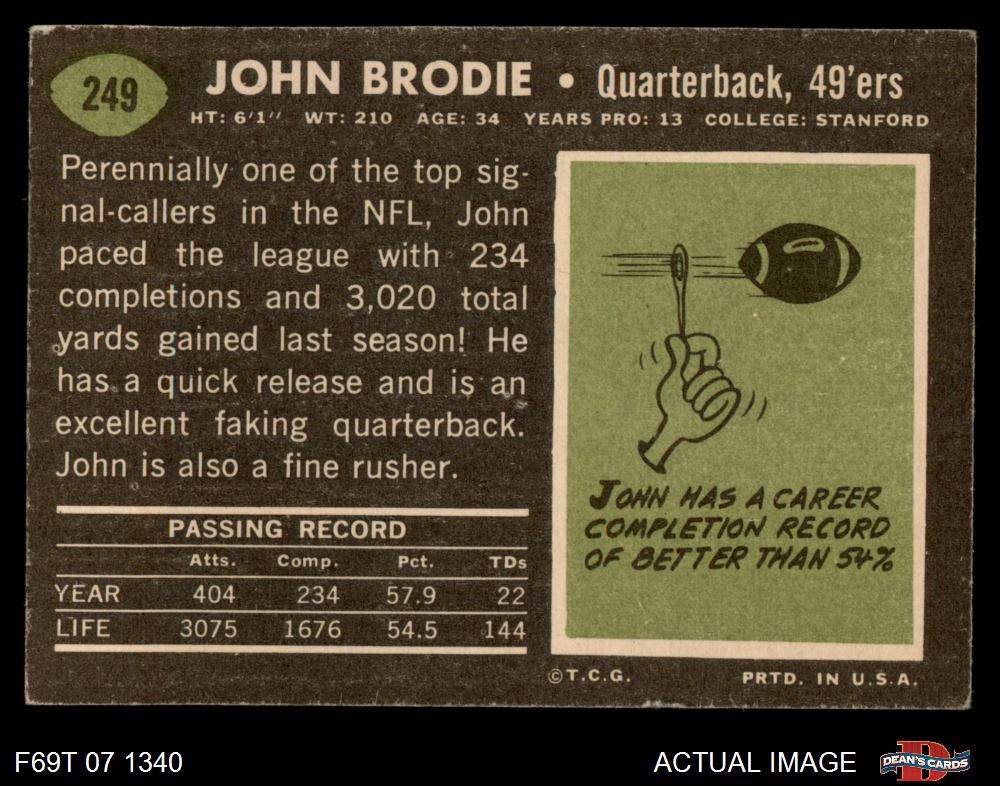 249
JOHN BRODIE • Quarterback, 49'ers
HT: 6'1" WT: 210 AGE: 34 YEARS PRO: 13 COLLEGE: STANFORD
Perennially one of the top sig-
nal-callers in the NFL, John
paced the league with 234
completions and 3,020 total
yards gained last season! He
has a quick release and is an
excellent faking quarterback.
John is also a fine rusher.
PASSING RECORD
Atts. Comp. Pct. TDs
YEAR 404 234 57.9 22
LIFE 3075 1676 54.5 144
JOHN HAS A CAREER
COMPLETION RECORD
OF BETTER THAN 54%
©T.C.G. PRTD. IN U.S.A.
F69T 07 1340 ACTUAL IMAGE
D
DEAN'S CARDS